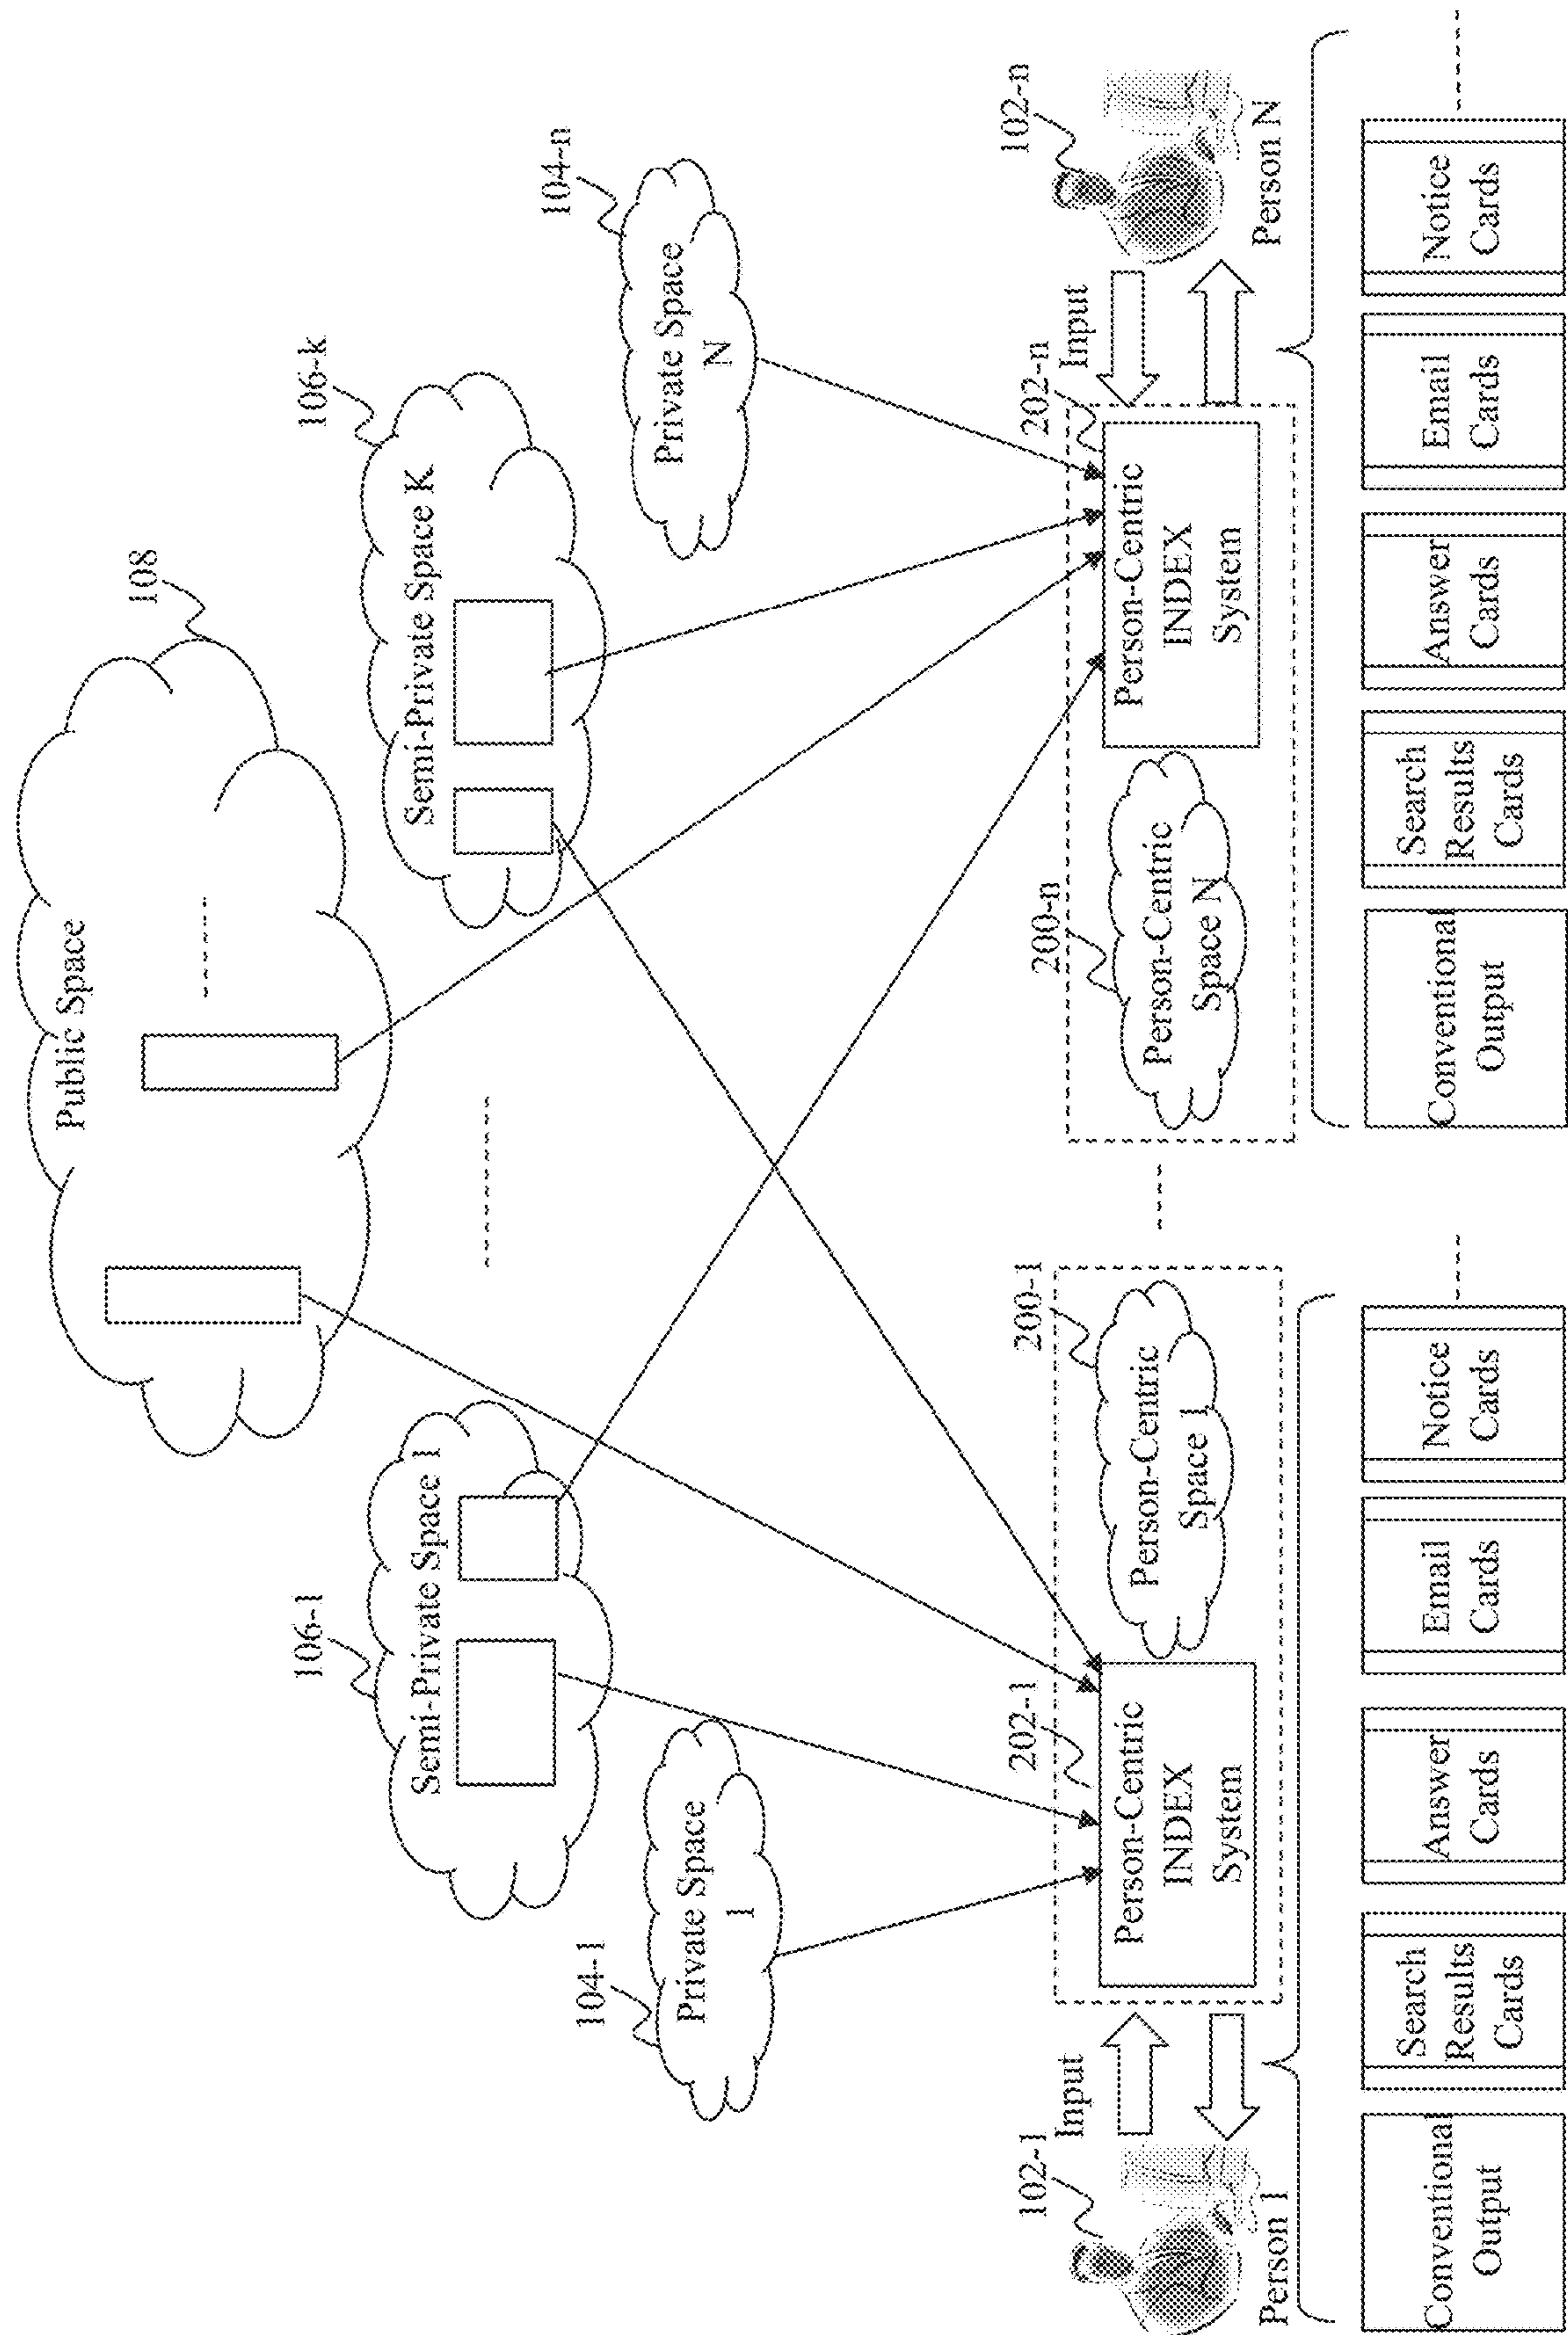 108
Public Space
106-1
Semi-Private Space 1
106-k
Semi-Private Space K
104-1
Private Space
1
104-n
Private Space
N
102-1
Input
Person 1
202-1
Person-Centric
INDEX
System
200-1
Person-Centric
Space 1
200-n
Person-Centric
Space N
202-n
Person-Centric
INDEX
System
Input
102-n
Person N
Conventional
Output
Search
Results
Cards
Answer
Cards
Email
Cards
Notice
Cards
Conventional
Output
Search
Results
Cards
Answer
Cards
Email
Cards
Notice
Cards